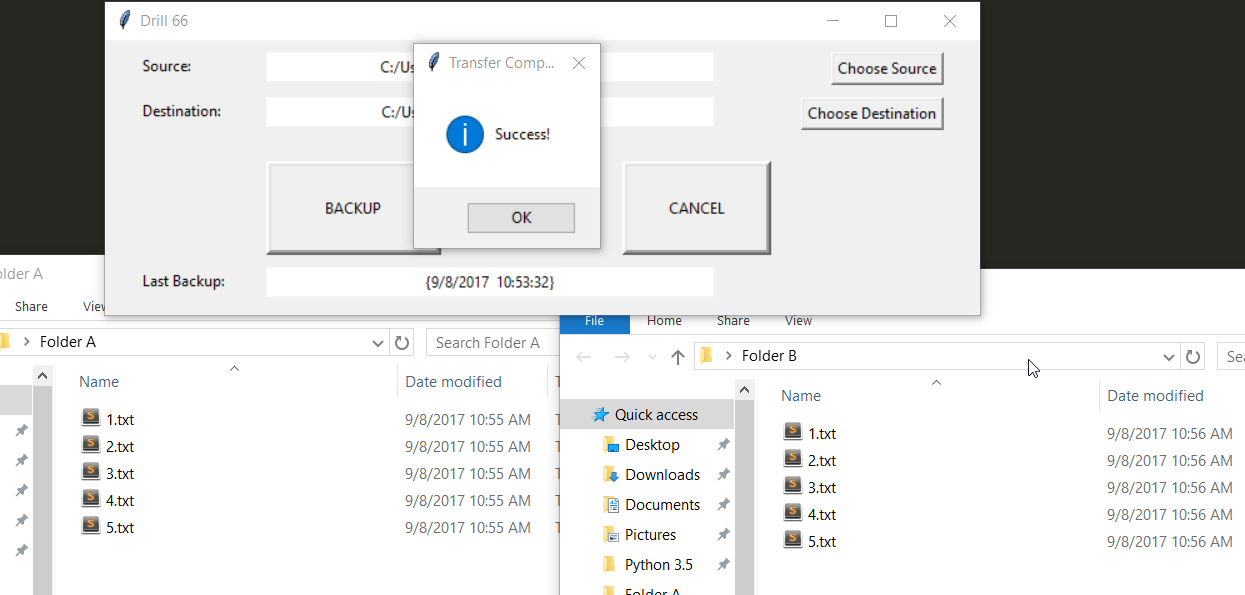 Drill 66
Source:
C:/Us
Choose Source
Destination:
C:/Us
Choose Destination
Transfer Comp...
Success!
OK
BACKUP
CANCEL
Last Backup:
{9/8/2017 10:53:32}
older A
Share
Folder A
Search Folder A
Name
Date modified
1.txt 9/8/2017 10:55 AM
2.txt 9/8/2017 10:55 AM
3.txt 9/8/2017 10:55 AM
4.txt 9/8/2017 10:55 AM
5.txt 9/8/2017 10:55 AM
File
Home
Share
View
Folder B
Sea
Quick access
Desktop
Downloads
Documents
Pictures
Python 3.5
Folder A
Name
Date modified
1.txt 9/8/2017 10:56 AM
2.txt 9/8/2017 10:56 AM
3.txt 9/8/2017 10:56 AM
4.txt 9/8/2017 10:56 AM
5.txt 9/8/2017 10:56 AM